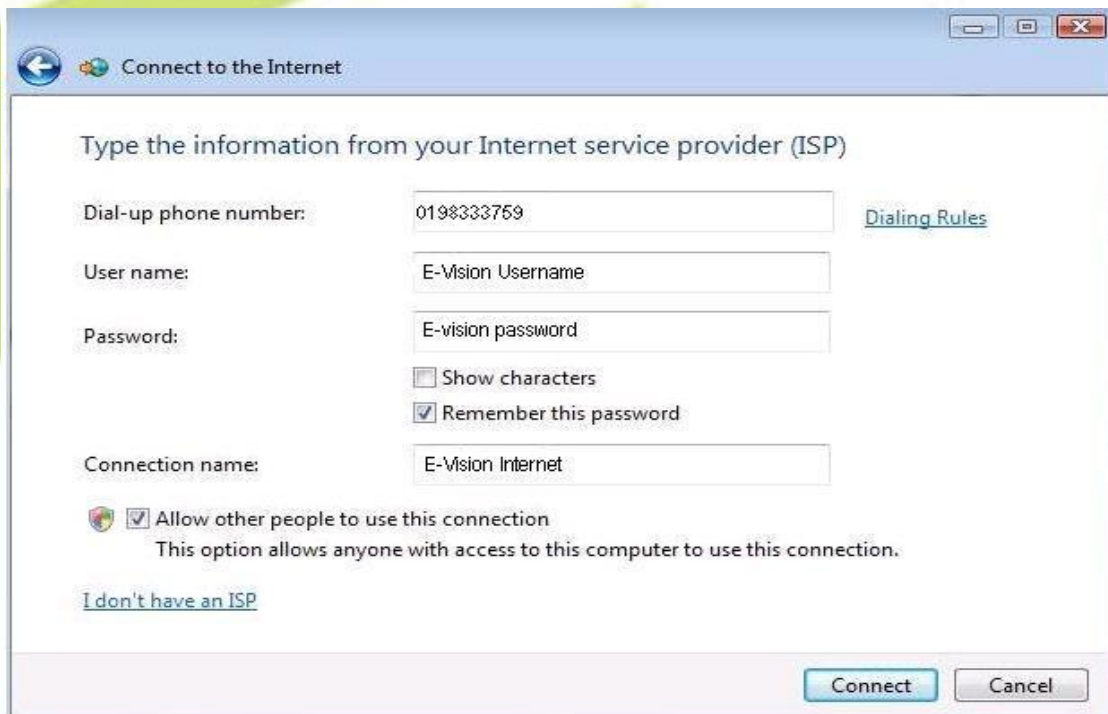 Connect to the Internet
Type the information from your Internet service provider (ISP)
Dial-up phone number: 0198333759 Dialing Rules
User name: E-Vision Username
Password: E-vision password
Show characters
Remember this password
Connection name: E-Vision Internet
Allow other people to use this connection
This option allows anyone with access to this computer to use this connection.
I don't have an ISP
Connect Cancel